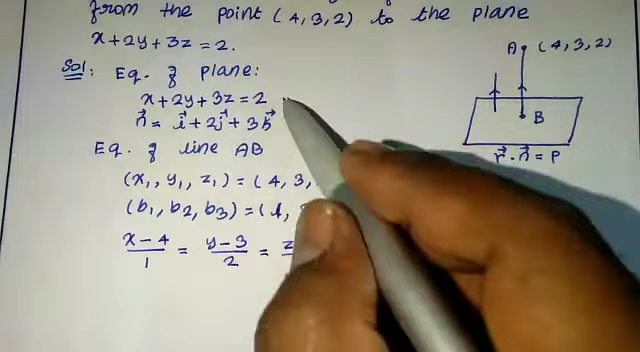 from the point (4,3,2) to the plane
x+2y+3z=2.
Sol: Eq. of plane:
x+2y+3z=2
n⃗ = i⃗+2j⃗+3k⃗
Eq. of line AB
(x₁, y₁, z₁) = (4, 3,
(b₁, b₂, b₃) = (1,
x-4/1 = y-3/2 = z
A (4,3,2)
B
r⃗ . n⃗ = P